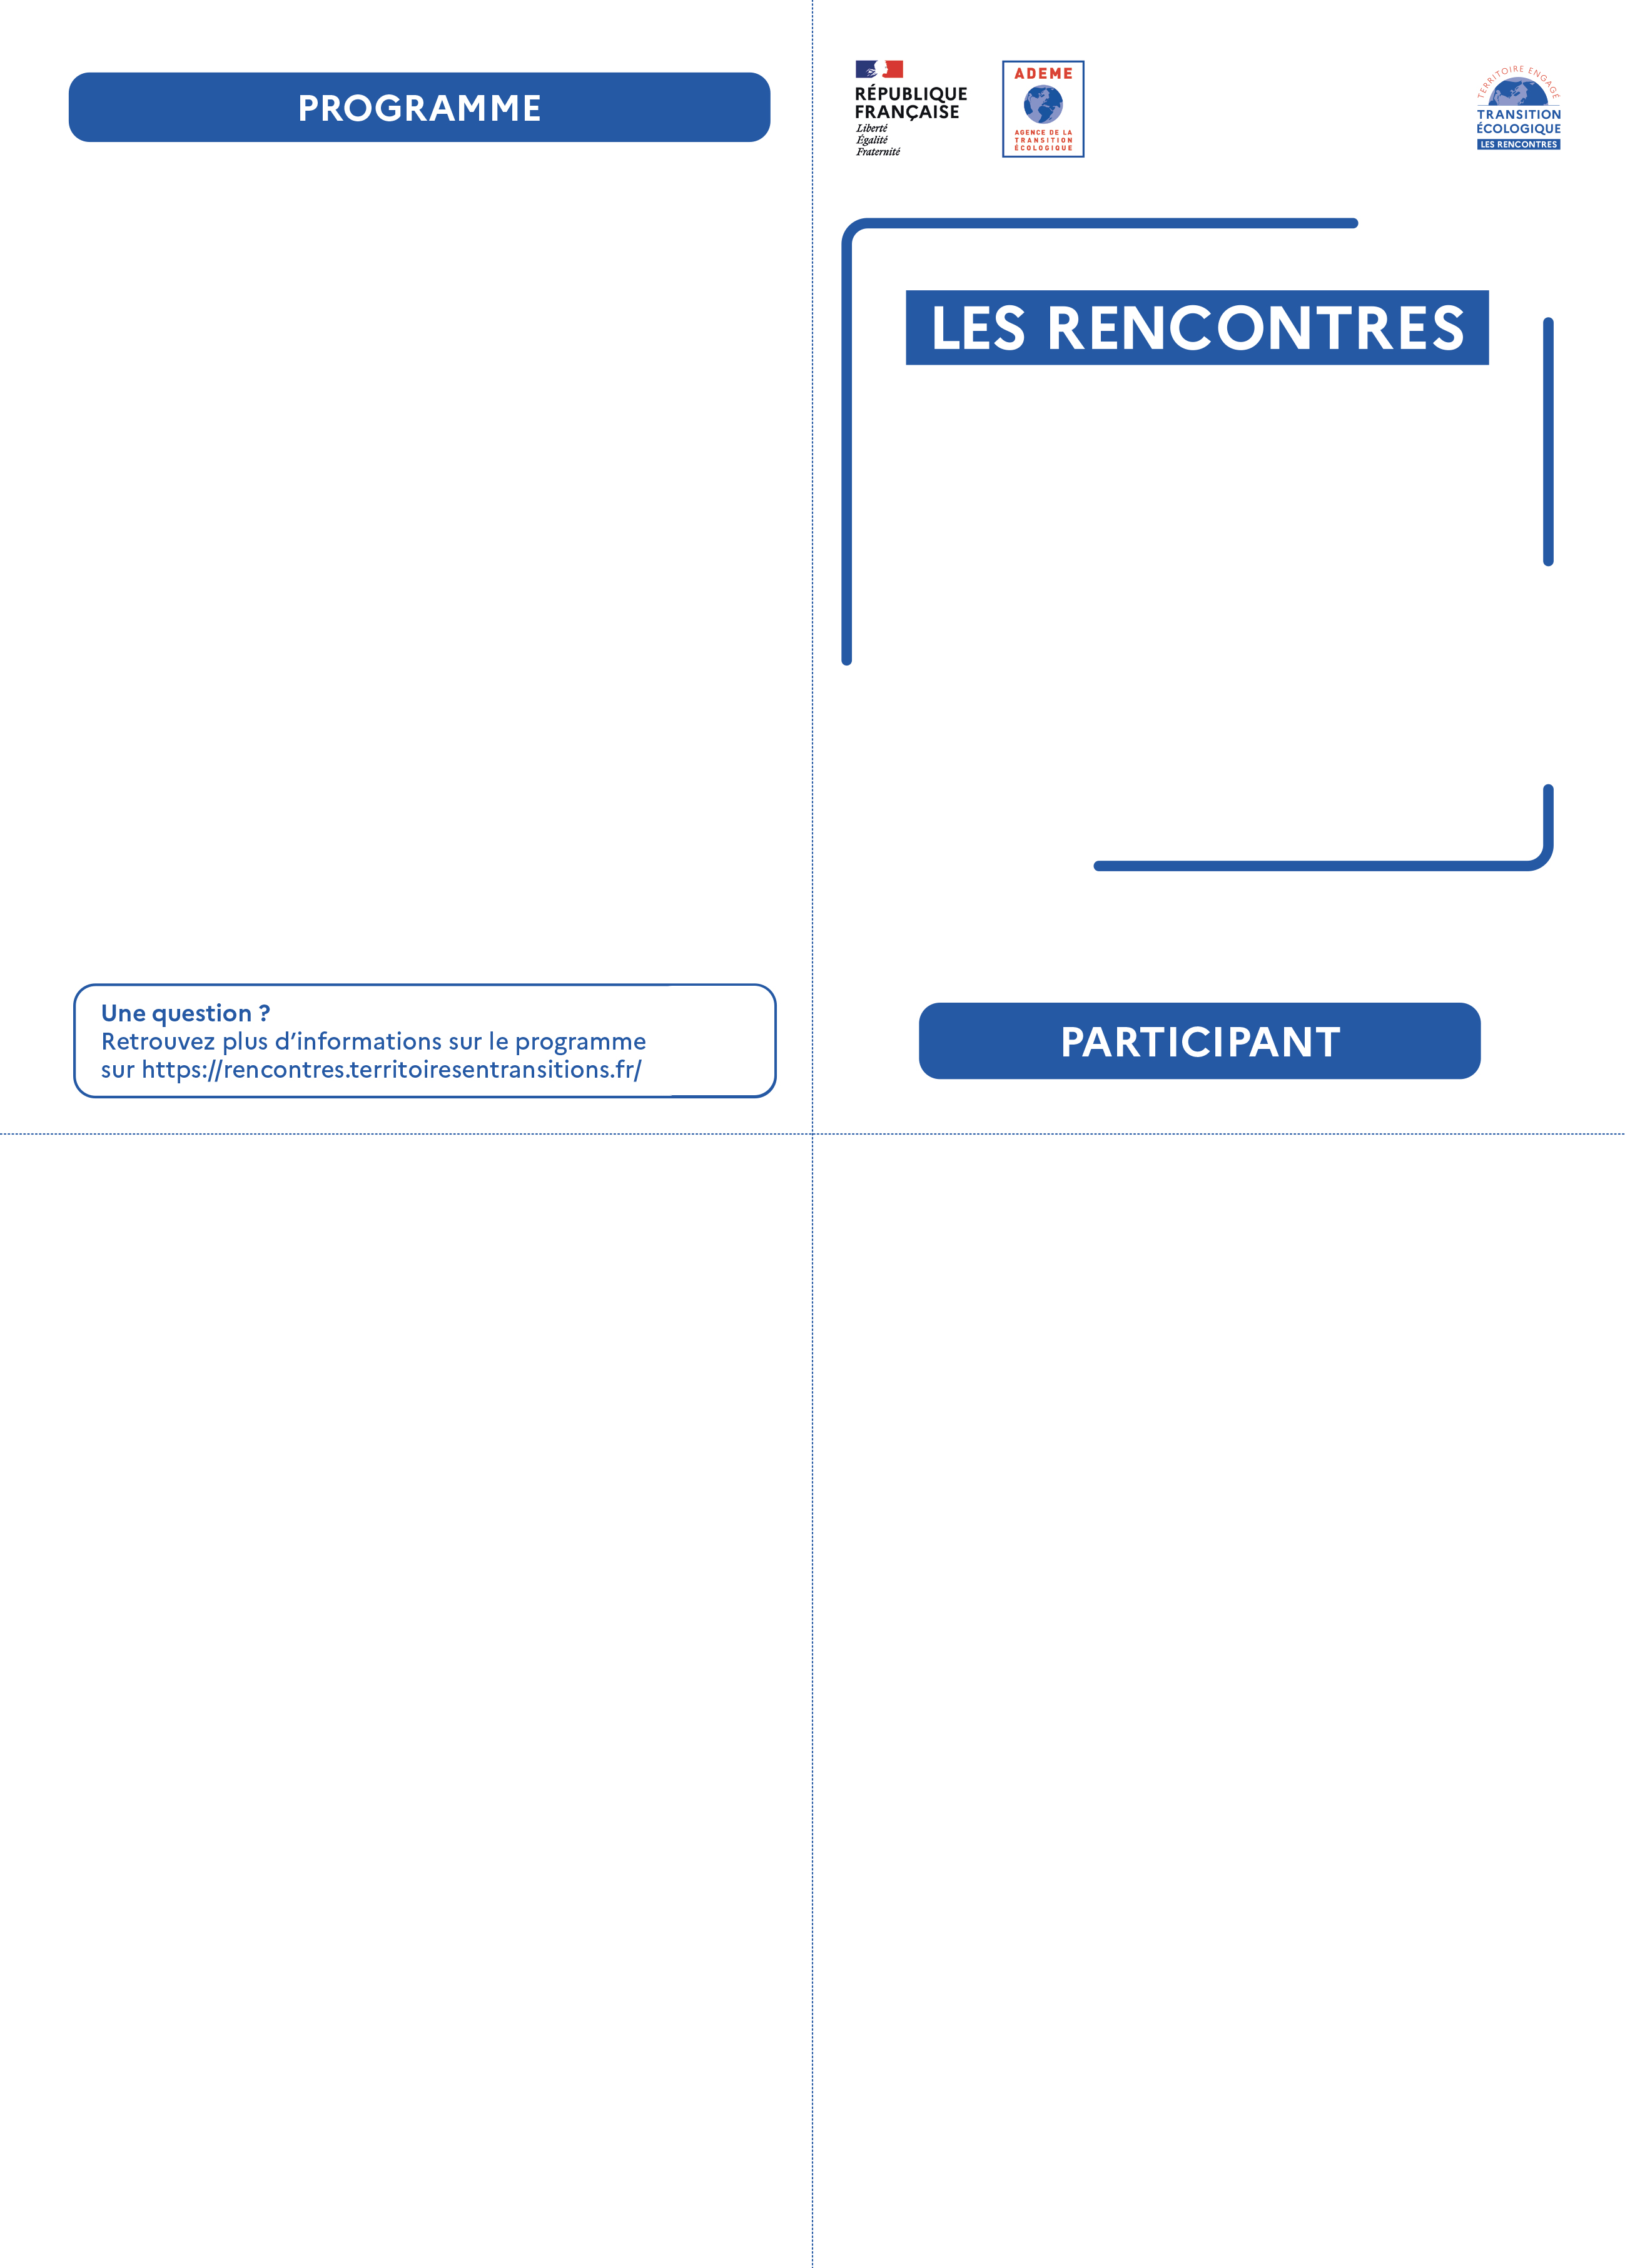 PROGRAMME
Une question ?
Retrouvez plus d’informations sur le programme
sur https://rencontres.territoiresentransitions.fr/
RÉPUBLIQUE
FRANÇAISE
Liberté
Égalité
Fraternité
ADEME
AGENCE DE LA
TRANSITION
ÉCOLOGIQUE
TERRITOIRE ENGAGÉ
TRANSITION
ÉCOLOGIQUE
LES RENCONTRES
LES RENCONTRES
PARTICIPANT